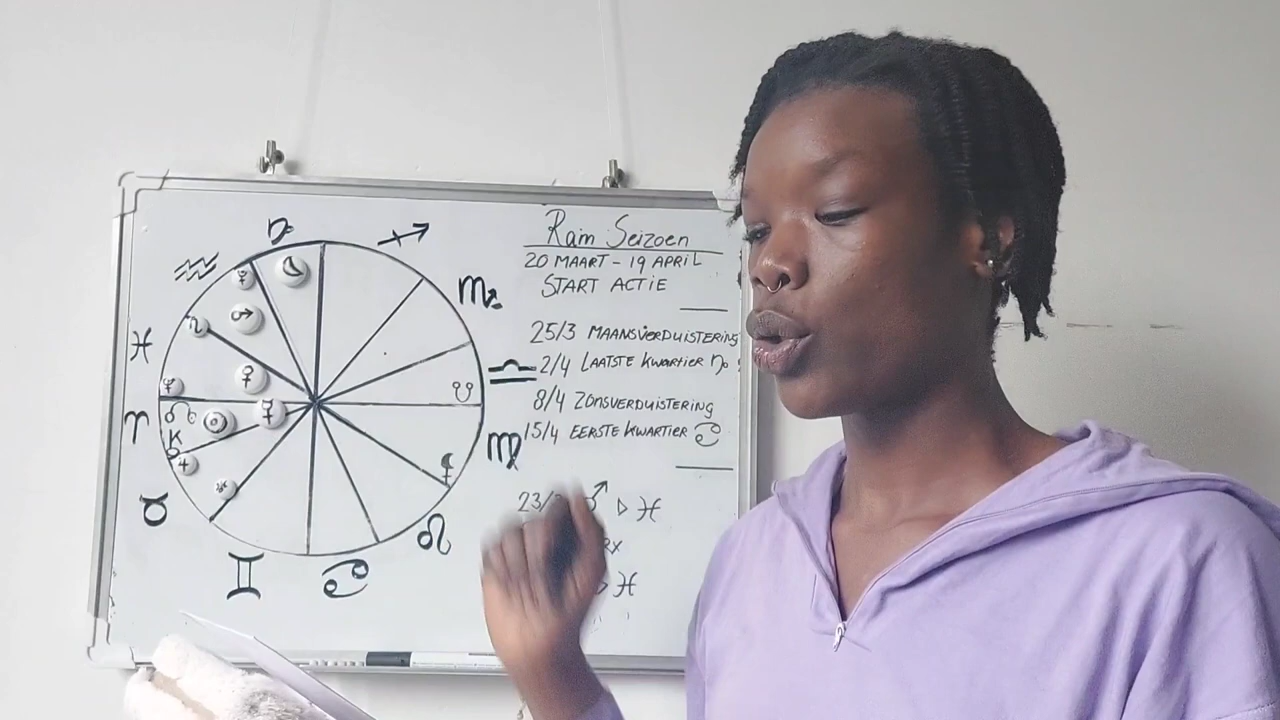 Ram Seizoen
20 MAART - 19 APRIL
START ACTIE
25/3 MAANSVERDUISTERING
2/4 LAATSTE KWARTIER ♑
8/4 ZONSVERDUISTERING
15/4 EERSTE KWARTIER ♋
♂ ▷ ♓
RX
♓
♑ ♐
♒ ♏
♓ ♎
♈ ♍
♉ ♌
♊ ♋